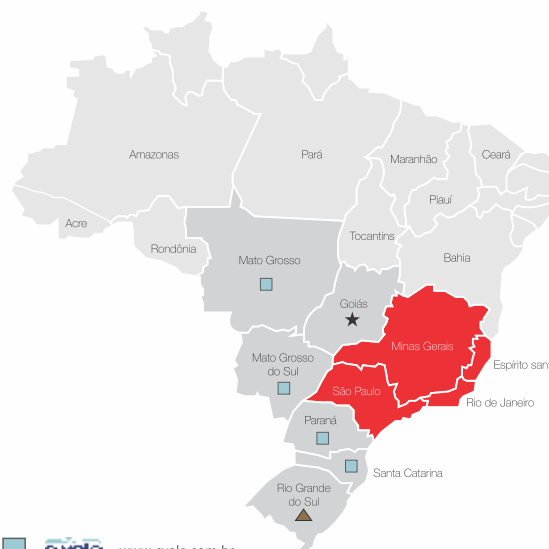 Amazonas
Pará
Maranhão
Ceará
Piauí
Acre
Rondônia
Tocantins
Bahia
Mato Grosso
Goiás
Minas Gerais
Espírito san
Mato Grosso
do Sul
São Paulo
Rio de Janeiro
Paraná
Santa Catarina
Rio Grande
do Sul